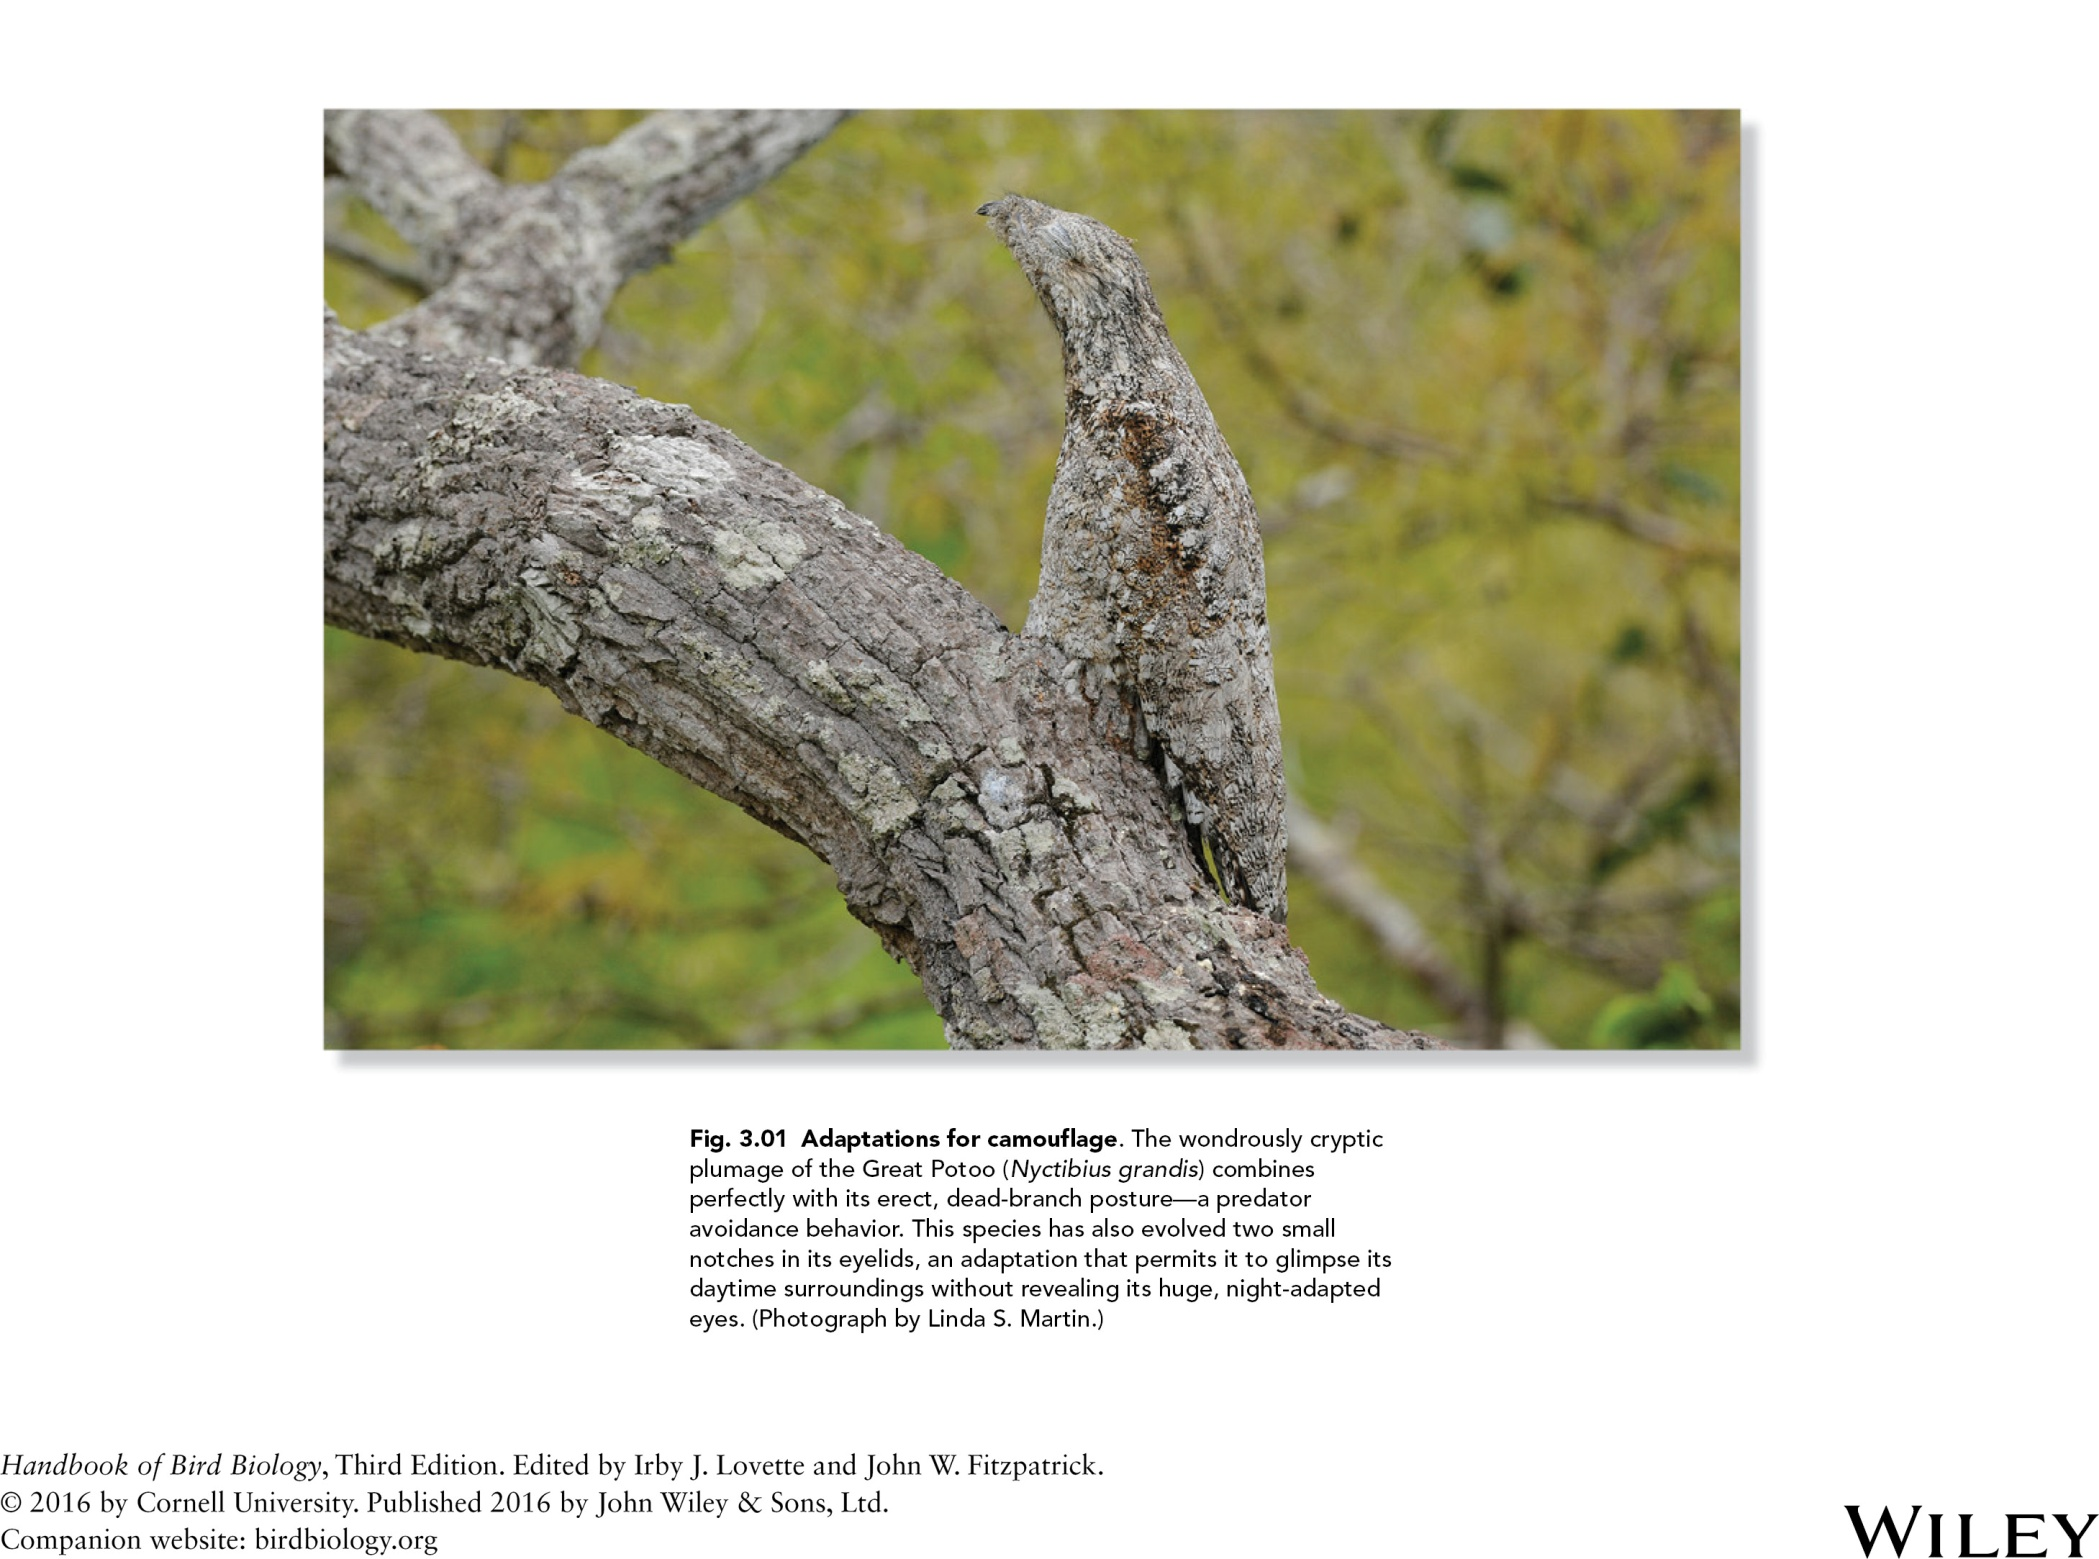 Fig. 3.01 Adaptations for camouflage. The wondrously cryptic
plumage of the Great Potoo (Nyctibius grandis) combines
perfectly with its erect, dead-branch posture—a predator
avoidance behavior. This species has also evolved two small
notches in its eyelids, an adaptation that permits it to glimpse its
daytime surroundings without revealing its huge, night-adapted
eyes. (Photograph by Linda S. Martin.)
Handbook of Bird Biology, Third Edition. Edited by Irby J. Lovette and John W. Fitzpatrick.
© 2016 by Cornell University. Published 2016 by John Wiley & Sons, Ltd.
Companion website: birdbiology.org
WILEY